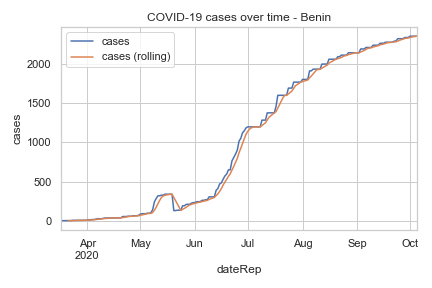 COVID-19 cases over time - Benin
cases
cases (rolling)
cases
2000
1500
1000
500
0
Apr
2020
May
Jun
Jul
Aug
Sep
Oct
dateRep